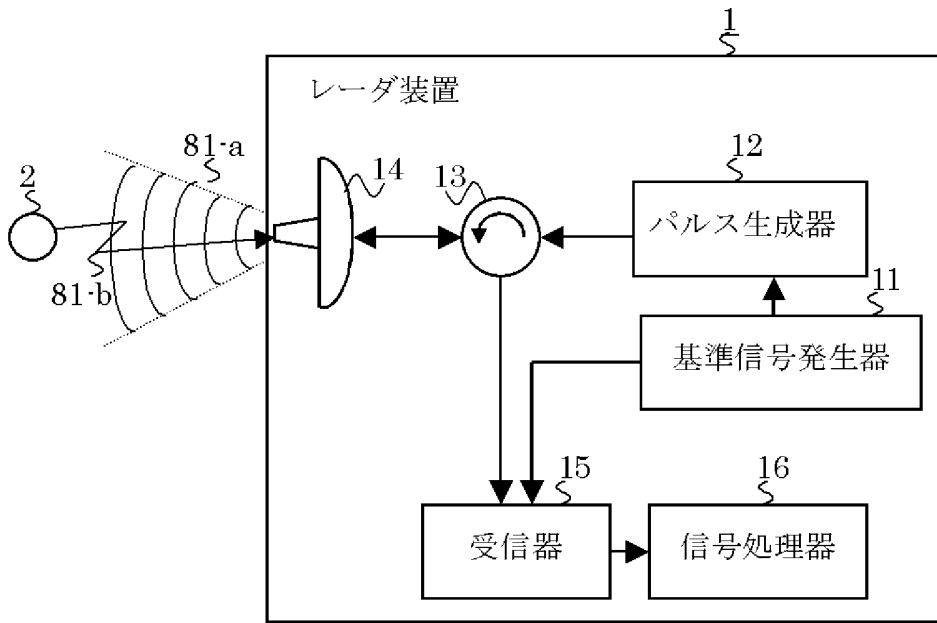 1
レーダ装置
81-a
2
14
13
12
パルス生成器
81-b
11
基準信号発生器
15
受信器
16
信号処理器